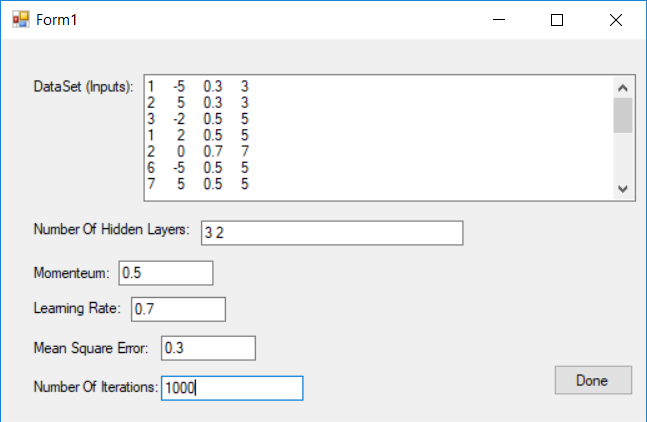 Form1
DataSet (Inputs):
1 -5 0.3 3
2 5 0.3 3
3 -2 0.5 5
1 2 0.5 5
2 0 0.7 7
6 -5 0.5 5
7 5 0.5 5
Number Of Hidden Layers: 3 2
Momenteum: 0.5
Learning Rate: 0.7
Mean Square Error: 0.3
Number Of Iterations: 1000
Done